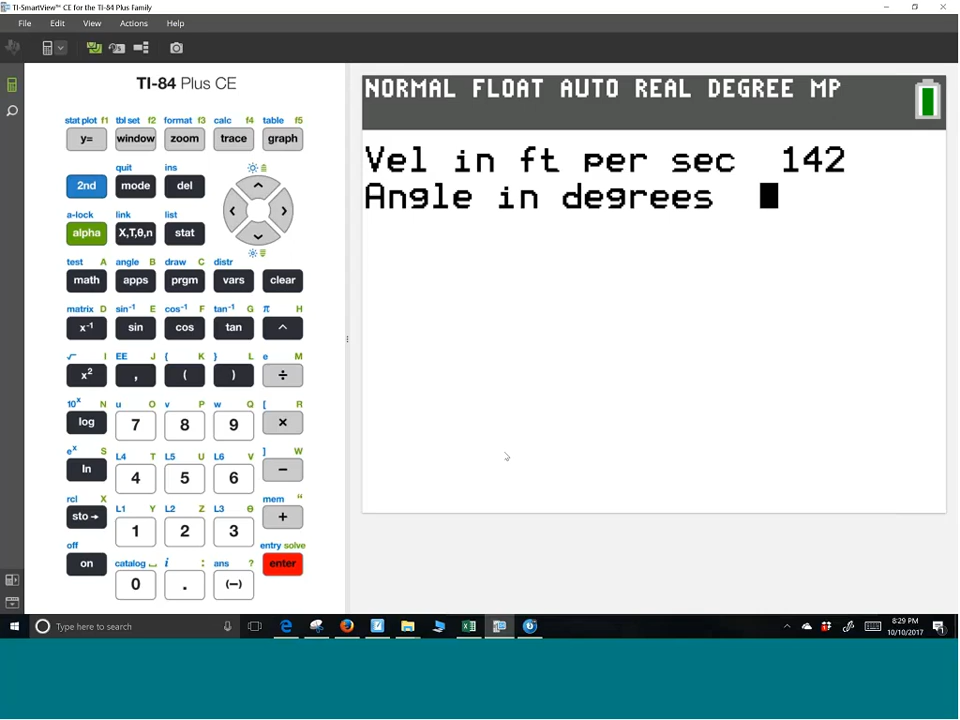 TI-SmartView™ CE for the TI-84 Plus Family
File Edit View Actions Help
TI-84 Plus CE
stat plot f1 tbl set f2 format f3 calc f4 table f5
y= window zoom trace graph
quit ins
2nd mode del
a-lock link list
alpha X,T,θ,n stat
test A angle B draw C distr
math apps prgm vars clear
matrix D sin⁻¹ E cos⁻¹ F tan⁻¹ G π H
x⁻¹ sin cos tan ^
√ I EE J { K } L e M
x² , ( ) ÷
10ˣ N u O v P w Q [ R
log 7 8 9 ×
eˣ S L4 T L5 U L6 V ] W
ln 4 5 6 −
rcl X L1 Y L2 Z L3 θ mem "
sto→ 1 2 3 +
off catalog ⎵ i : ans ? entry solve
on 0 . (−) enter
NORMAL FLOAT AUTO REAL DEGREE MP
Vel in ft per sec 142
Angle in degrees
Type here to search
8:29 PM
10/10/2017